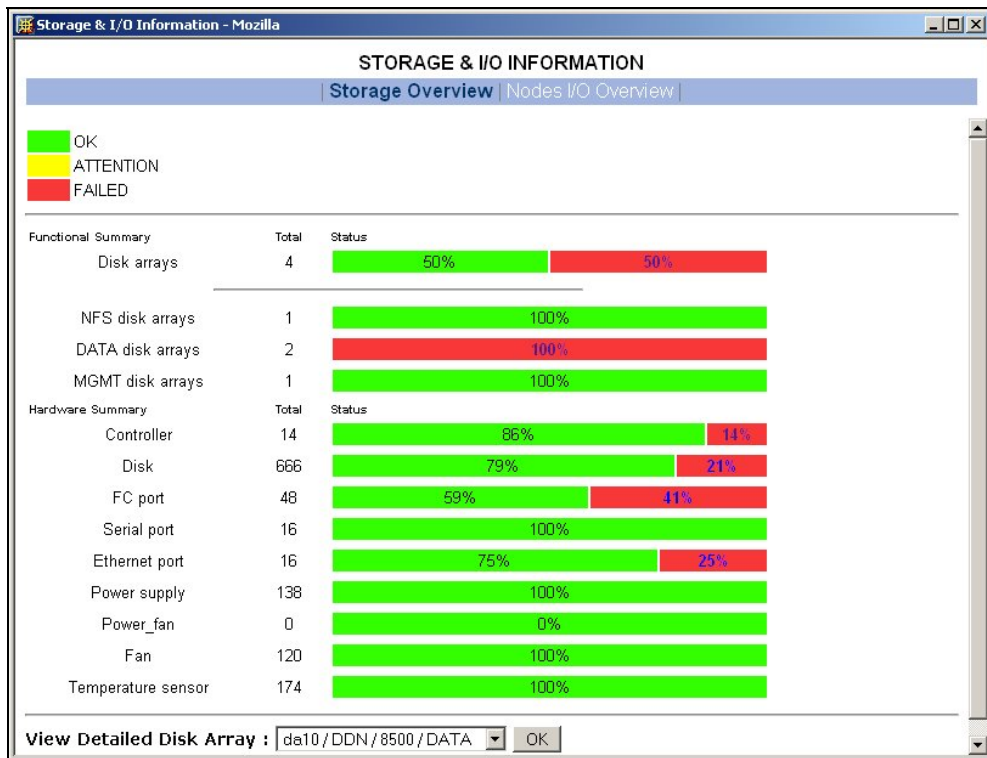 Storage & I/O Information - Mozilla
STORAGE & I/O INFORMATION
| Storage Overview | Nodes I/O Overview |
OK
ATTENTION
FAILED
Functional Summary Total Status
Disk arrays 4 50% 50%
NFS disk arrays 1 100%
DATA disk arrays 2 100%
MGMT disk arrays 1 100%
Hardware Summary Total Status
Controller 14 86% 14%
Disk 666 79% 21%
FC port 48 59% 41%
Serial port 16 100%
Ethernet port 16 75% 25%
Power supply 138 100%
Power_fan 0 0%
Fan 120 100%
Temperature sensor 174 100%
View Detailed Disk Array : da10 / DDN / 8500 / DATA OK